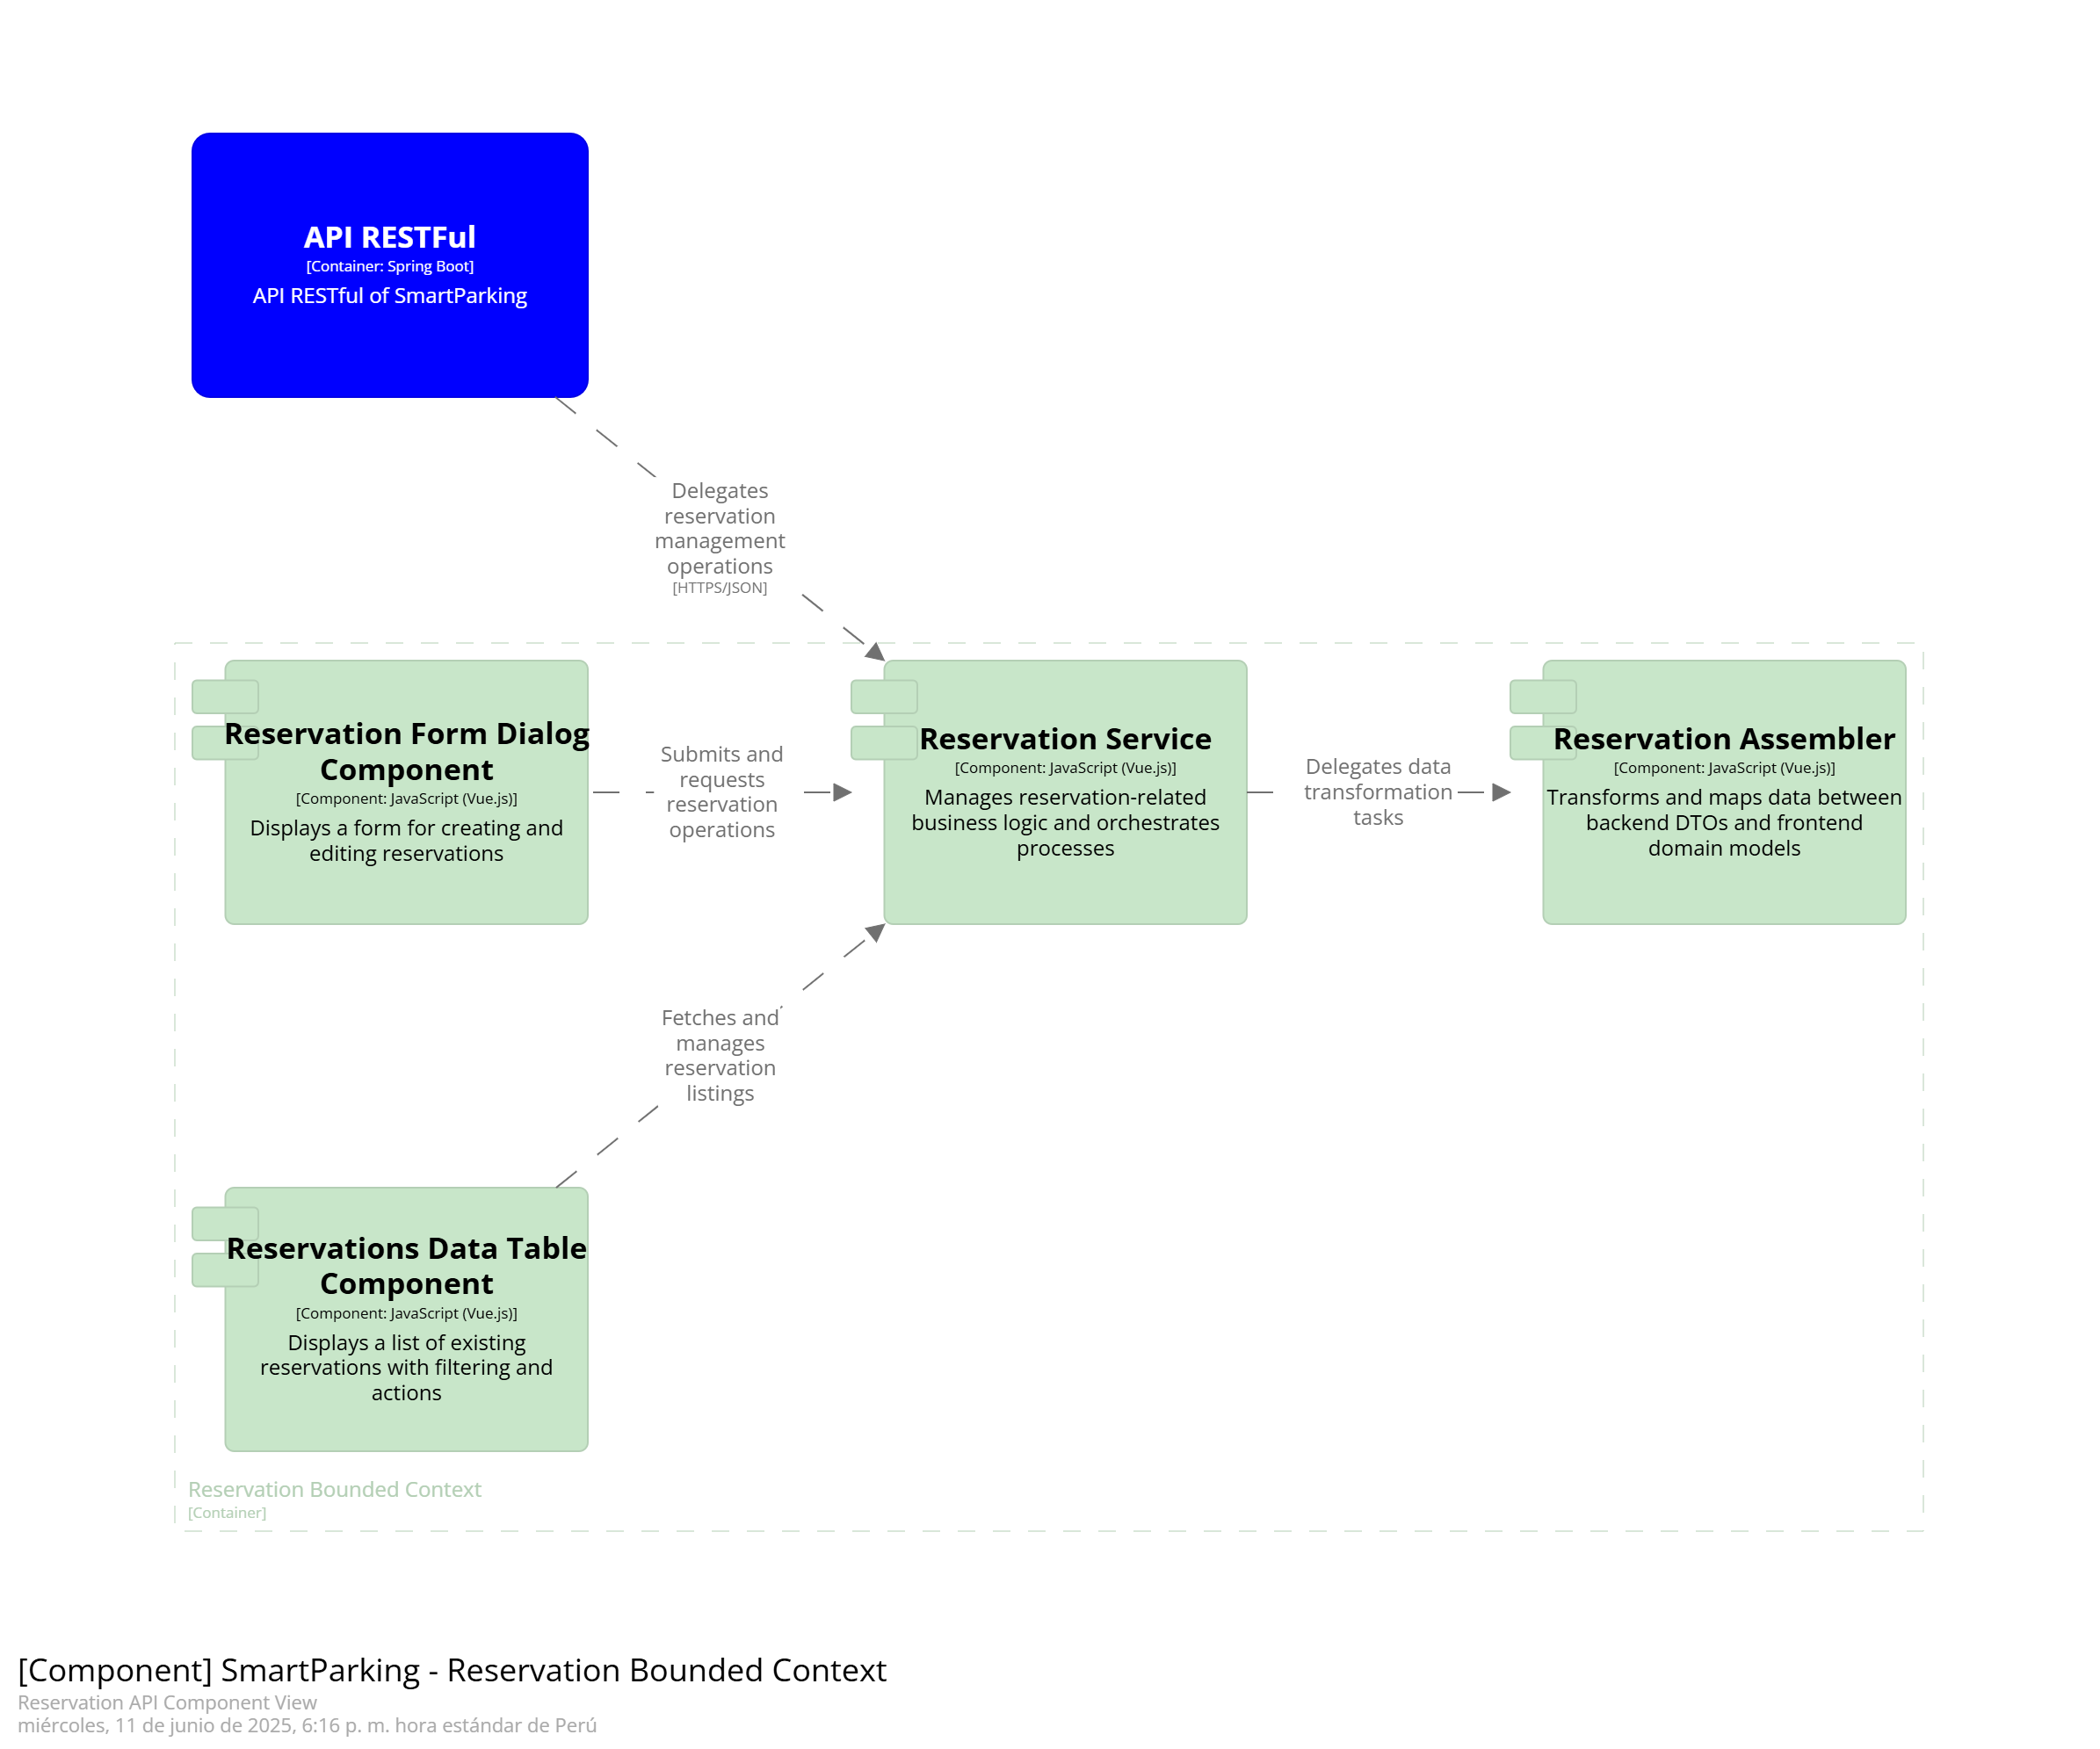 API RESTFul
[Container: Spring Boot]
API RESTful of SmartParking
Delegates
reservation
management
operations
[HTTPS/JSON]
Reservation Form Dialog
Component
[Component: JavaScript (Vue.js)]
Displays a form for creating and
editing reservations
Submits and
requests
reservation
operations
Reservation Service
[Component: JavaScript (Vue.js)]
Manages reservation-related
business logic and orchestrates
processes
Delegates data
transformation
tasks
Reservation Assembler
[Component: JavaScript (Vue.js)]
Transforms and maps data between
backend DTOs and frontend
domain models
Fetches and
manages
reservation
listings
Reservations Data Table
Component
[Component: JavaScript (Vue.js)]
Displays a list of existing
reservations with filtering and
actions
Reservation Bounded Context
[Container]
[Component] SmartParking - Reservation Bounded Context
Reservation API Component View
miércoles, 11 de junio de 2025, 6:16 p. m. hora estándar de Perú